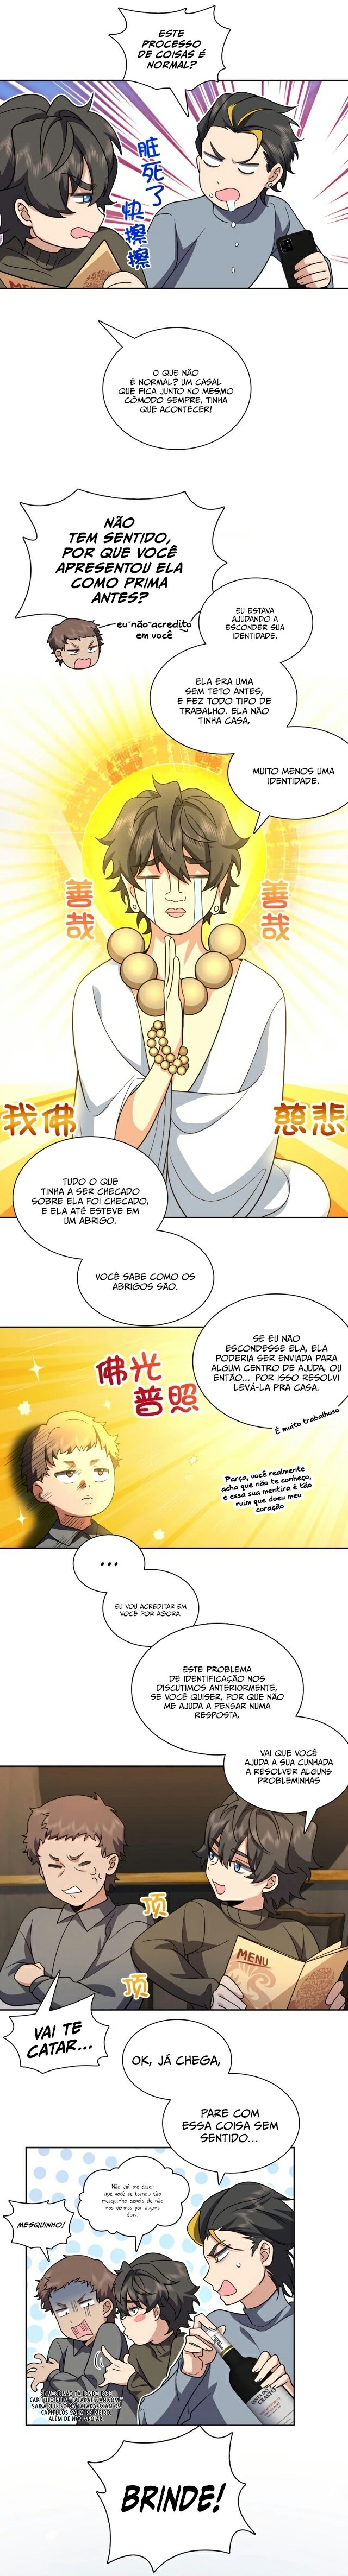 ESTE
PROCESSO
DE COISAS É
NORMAL?
脏死了
快擦擦
MENU
O QUE NÃO
É NORMAL? UM CASAL
QUE FICA JUNTO NO MESMO
CÔMODO SEMPRE, TINHA
QUE ACONTECER!
NÃO
TEM SENTIDO,
POR QUE VOCÊ
APRESENTOU ELA
COMO PRIMA
ANTES?
eu não acredito
em você
EU ESTAVA
AJUDANDO A
ESCONDER SUA
IDENTIDADE.
ELA ERA UMA
SEM TETO ANTES,
E FEZ TODO TIPO DE
TRABALHO. ELA NÃO
TINHA CASA,
MUITO MENOS UMA
IDENTIDADE.
善哉
善哉
我佛
慈悲
TUDO O QUE
TINHA A SER CHECADO
SOBRE ELA FOI CHECADO,
E ELA ATÉ ESTEVE EM
UM ABRIGO.
VOCÊ SABE COMO OS
ABRIGOS SÃO.
SE EU NÃO
ESCONDESSE ELA, ELA
PODERIA SER ENVIADA PARA
ALGUM CENTRO DE AJUDA, OU
ENTÃO... POR ISSO RESOLVI
LEVÁ-LA PRA CASA.
佛光
普照
É muito trabalhoso.
Parça, você realmente
acha que não te conheço,
e essa sua mentira é tão
ruim que doeu meu
coração
...
EU VOU ACREDITAR EM
VOCÊ POR AGORA.
ESTE PROBLEMA
DE IDENTIFICAÇÃO NOS
DISCUTIMOS ANTERIORMENTE,
SE VOCÊ QUISER, POR QUE NÃO
ME AJUDA A PENSAR NUMA
RESPOSTA,
VAI QUE VOCÊ
AJUDA A SUA CUNHADA
A RESOLVER ALGUNS
PROBLEMINHAS
顶
顶
MENU
VAI TE
CATAR...
OK, JÁ CHEGA,
PARE COM
ESSA COISA SEM
SENTIDO...
Não vai me dizer
que você se tornou tão
mesquinho depois de não
nos vermos por alguns
dias.
MESQUINHO!
ALÉM DE NOS APOIAR.
BRINDE!